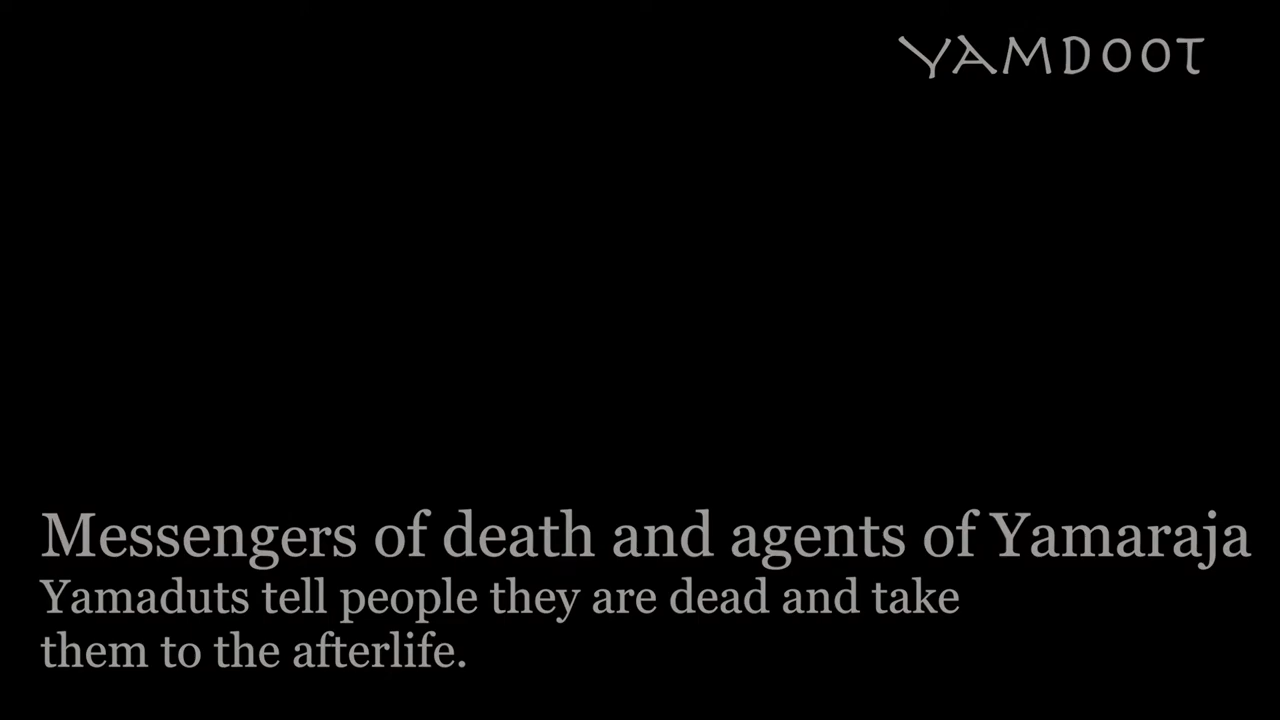 YAMDOOT
Messengers of death and agents of Yamaraja
Yamaduts tell people they are dead and take
them to the afterlife.